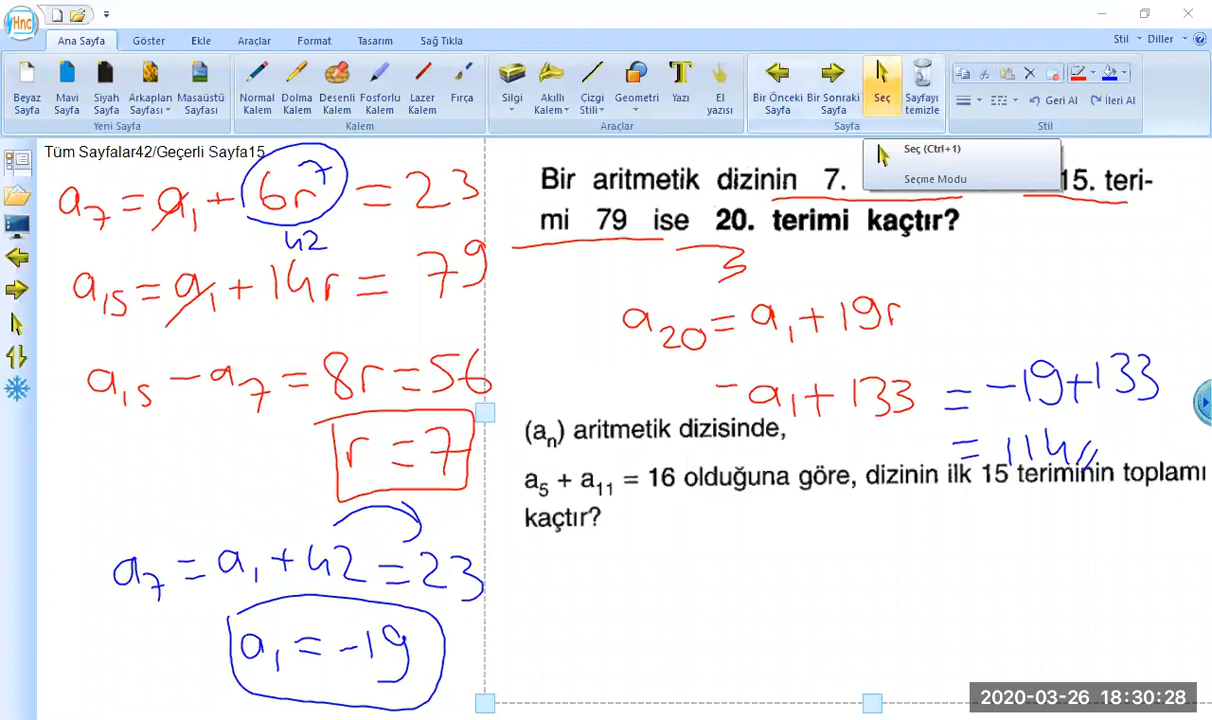 Hnc
Ana Sayfa Göster Ekle Araçlar Format Tasarım Sağ Tıkla Stil Diller
Beyaz Sayfa Mavi Sayfa Siyah Sayfa Arkaplan Sayfası Masaüstü Sayfası
Normal Kalem Dolma Kalem Desenli Kalem Fosforlu Kalem Lazer Kalem Fırça
Silgi Akıllı Kalem Çizgi Stili Geometri Yazı El yazısı
Bir Önceki Sayfa Bir Sonraki Sayfa Seç Sayfayı temizle
Geri Al İleri Al
Yeni Sayfa Kalem Araçlar Sayfa Stil
Tüm Sayfalar42/Geçerli Sayfa15
Seç (Ctrl+1)
Seçme Modu
a₇ = a₁ + 6r = 23
7
42
a₁₅ = a₁ + 14r = 79
a₁₅ - a₇ = 8r = 56
r = 7
a₇ = a₁ + 42 = 23
a₁ = -19
Bir aritmetik dizinin 7. 15. teri-
mi 79 ise 20. terimi kaçtır?
3
a₂₀ = a₁ + 19r
- a₁ + 133 = -19 + 133
= 114
(aₙ) aritmetik dizisinde,
a₅ + a₁₁ = 16 olduğuna göre, dizinin ilk 15 teriminin toplamı
kaçtır?
2020-03-26 18:30:28